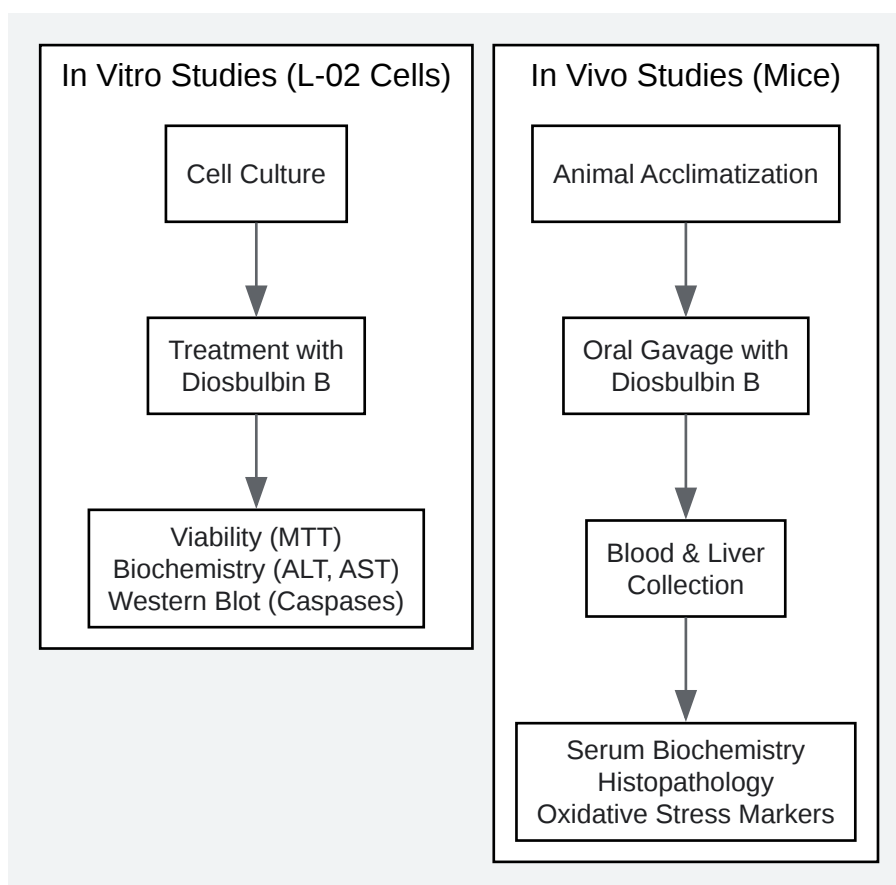 In Vitro Studies (L-02 Cells)
Cell Culture
Treatment with
Diosbulbin B
Viability (MTT)
Biochemistry (ALT, AST)
Western Blot (Caspases)
In Vivo Studies (Mice)
Animal Acclimatization
Oral Gavage with
Diosbulbin B
Blood & Liver
Collection
Serum Biochemistry
Histopathology
Oxidative Stress Markers